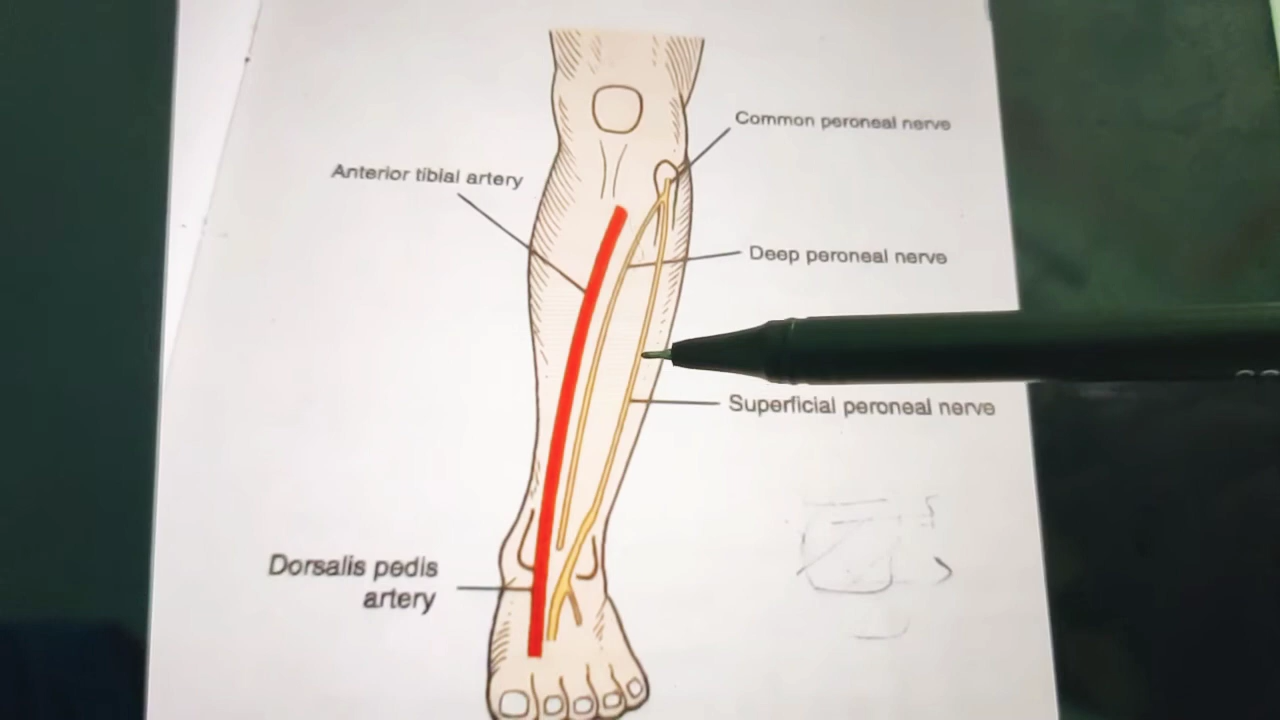 Common peroneal nerve
Anterior tibial artery
Deep peroneal nerve
Superficial peroneal nerve
Dorsalis pedis
artery